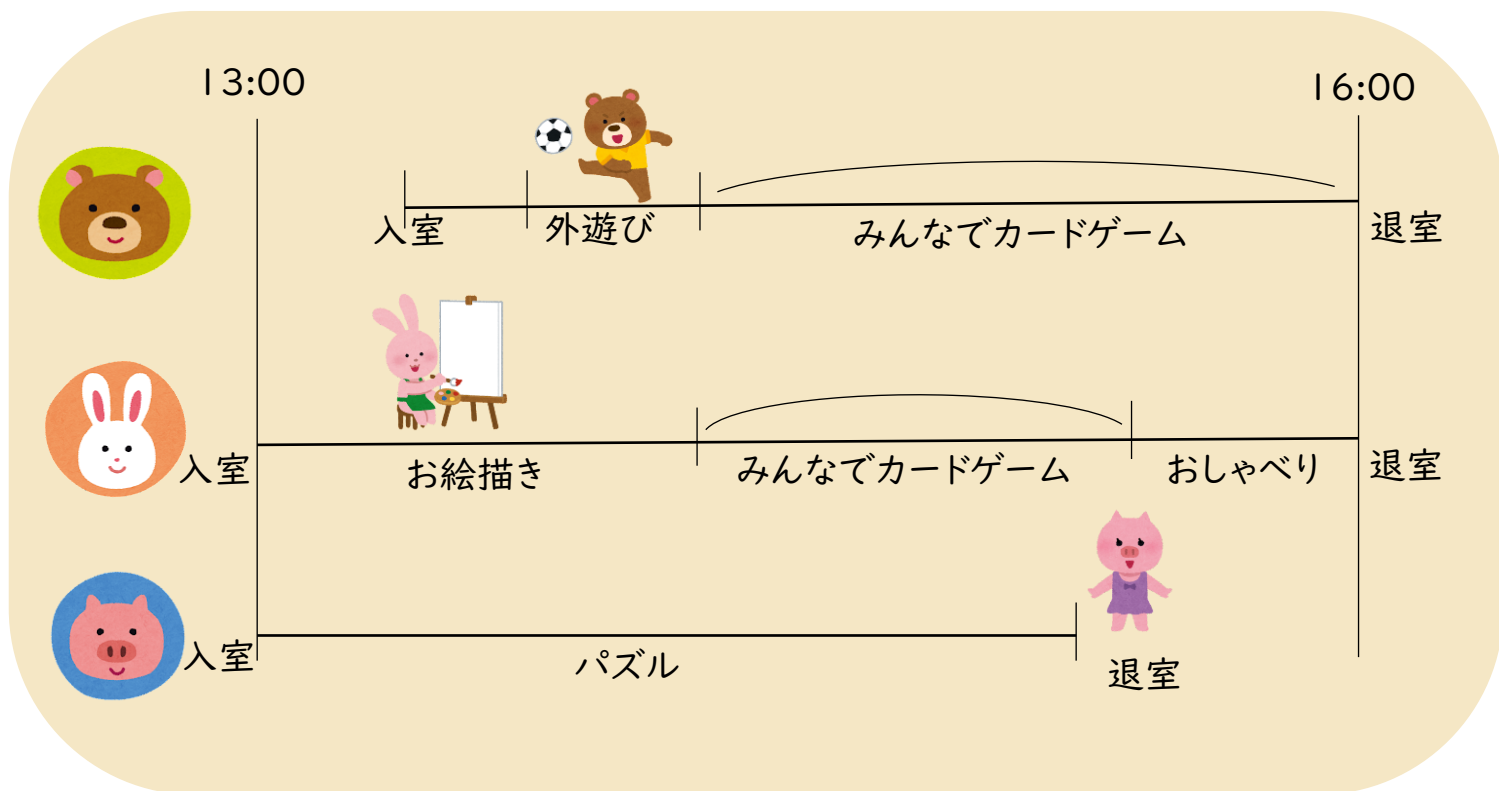 13:00
16:00
入室
外遊び
みんなでカードゲーム
退室
入室
お絵描き
みんなでカードゲーム
おしゃべり
退室
入室
パズル
退室